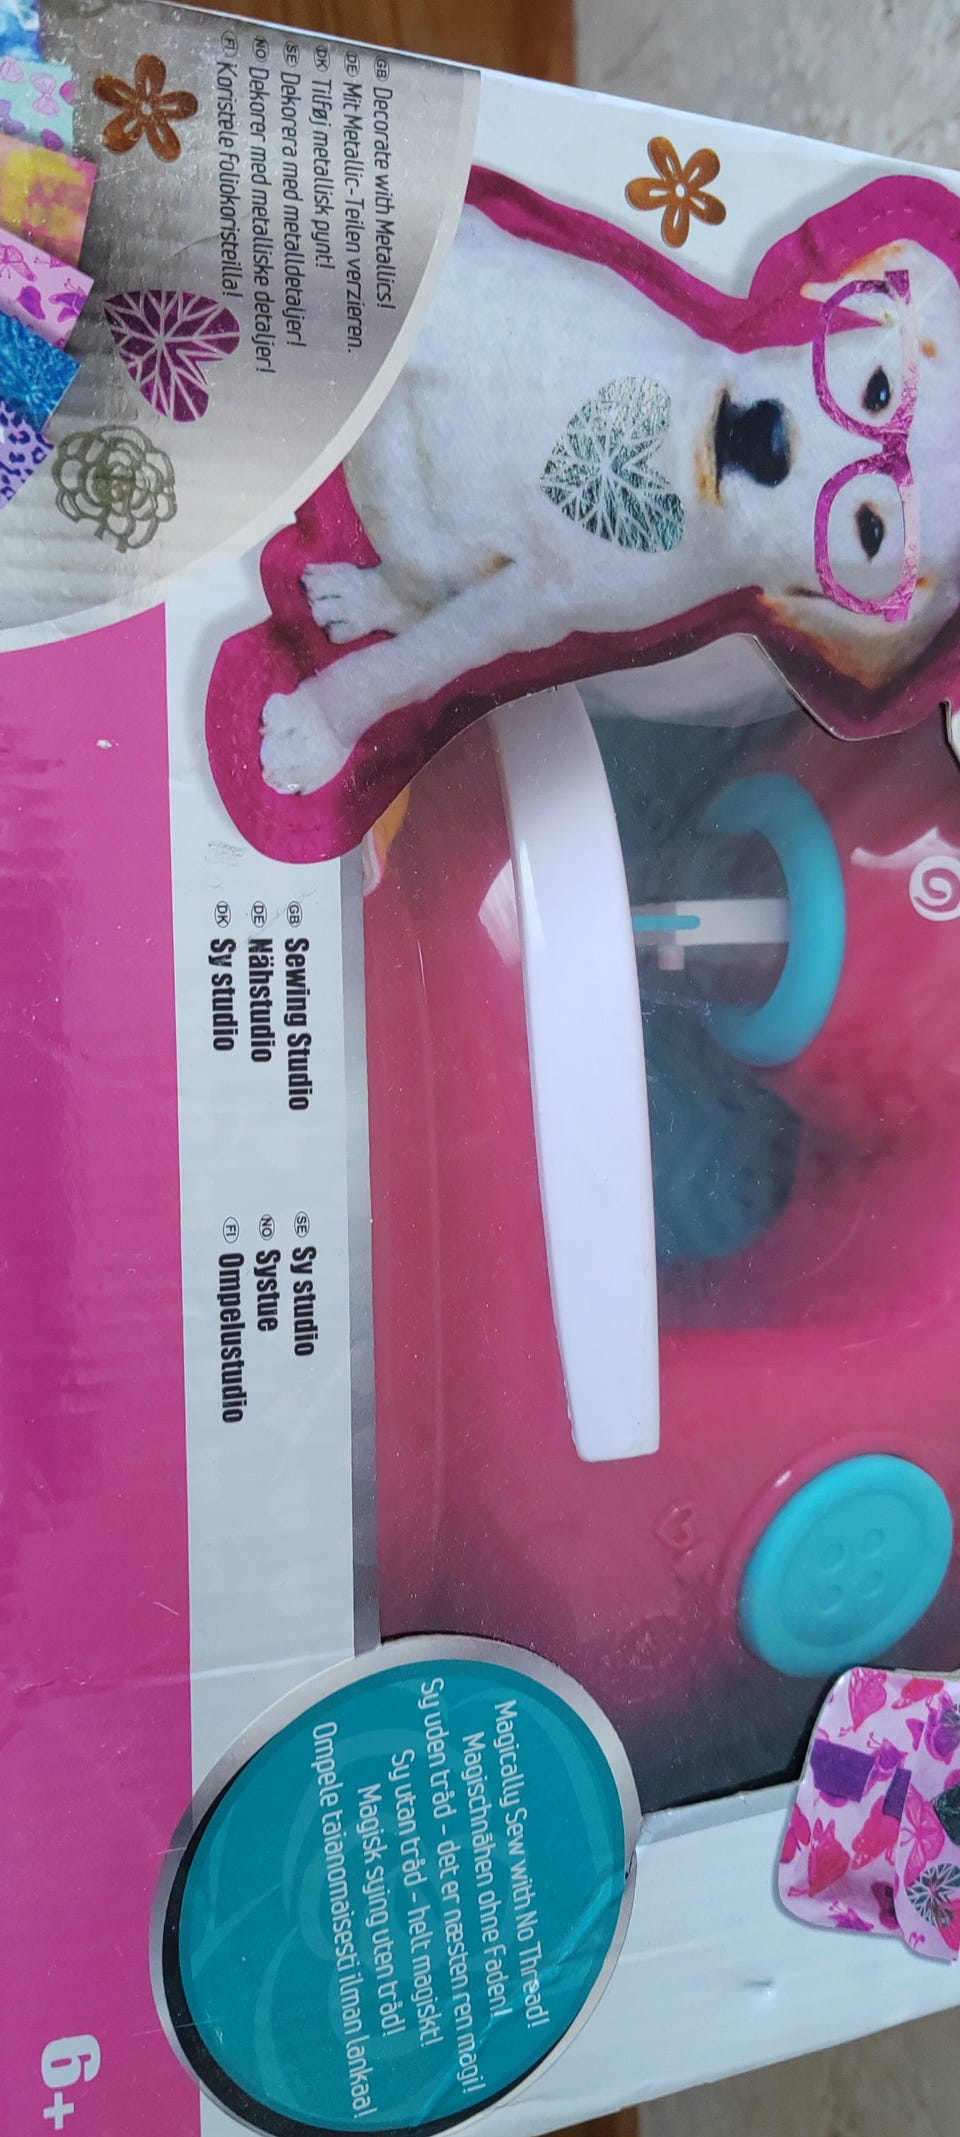 GB Decorate with Metallics!
DE Mit Metallic-Teilen verzieren.
DK Tilføj metallisk pynt!
SE Dekorera med metalldetaljer!
NO Dekorer med metalliske detaljer!
FI Koristele foliokoristeilla!
GB Sewing Studio
DE Nähstudio
DK Sy studio
SE Sy studio
NO Systue
FI Ompelustudio
Magically Sew with No Thread!
Magisch nähen ohne Faden!
Sy uden tråd - det er næsten ren magi!
Sy utan tråd - helt magiskt!
Magisk sying uten tråd!
Ompele taianomaisesti ilman lankaa!
6+